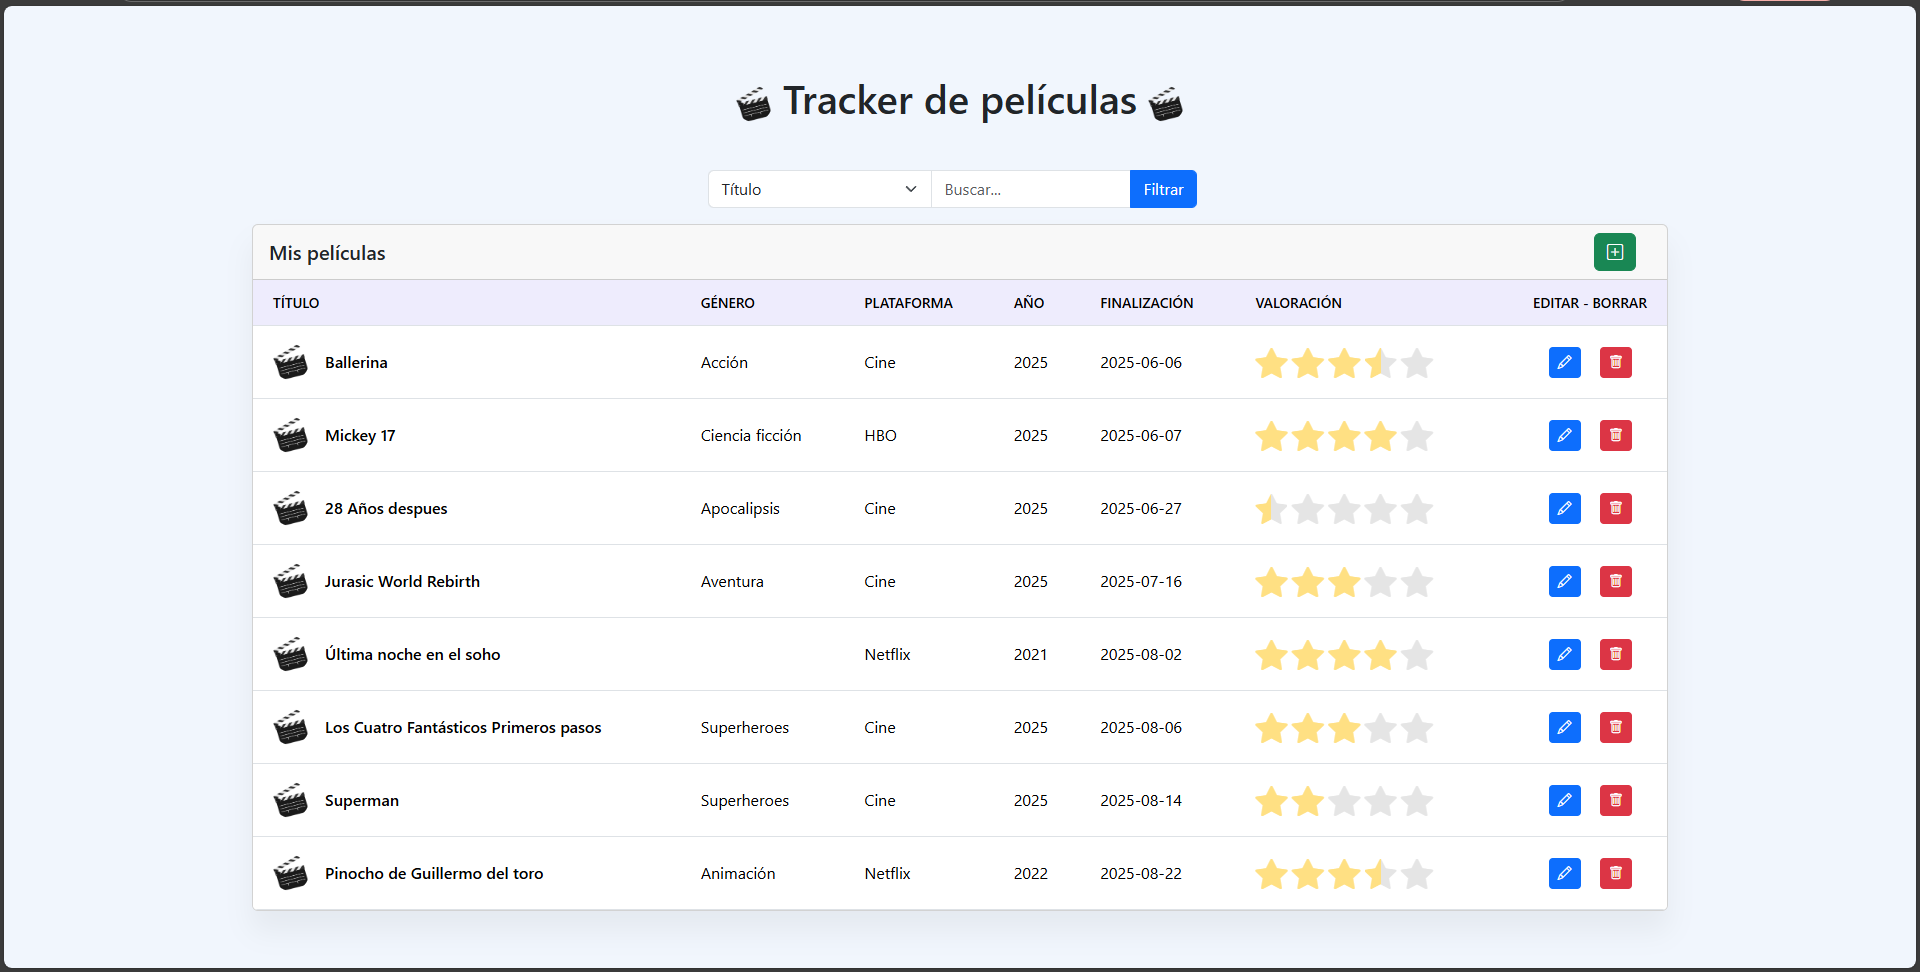 Tracker de películas
Título Buscar... Filtrar
Mis películas
TÍTULO GÉNERO PLATAFORMA AÑO FINALIZACIÓN VALORACIÓN EDITAR - BORRAR
Ballerina Acción Cine 2025 2025-06-06
Mickey 17 Ciencia ficción HBO 2025 2025-06-07
28 Años despues Apocalipsis Cine 2025 2025-06-27
Jurasic World Rebirth Aventura Cine 2025 2025-07-16
Última noche en el soho Netflix 2021 2025-08-02
Los Cuatro Fantásticos Primeros pasos Superheroes Cine 2025 2025-08-06
Superman Superheroes Cine 2025 2025-08-14
Pinocho de Guillermo del toro Animación Netflix 2022 2025-08-22